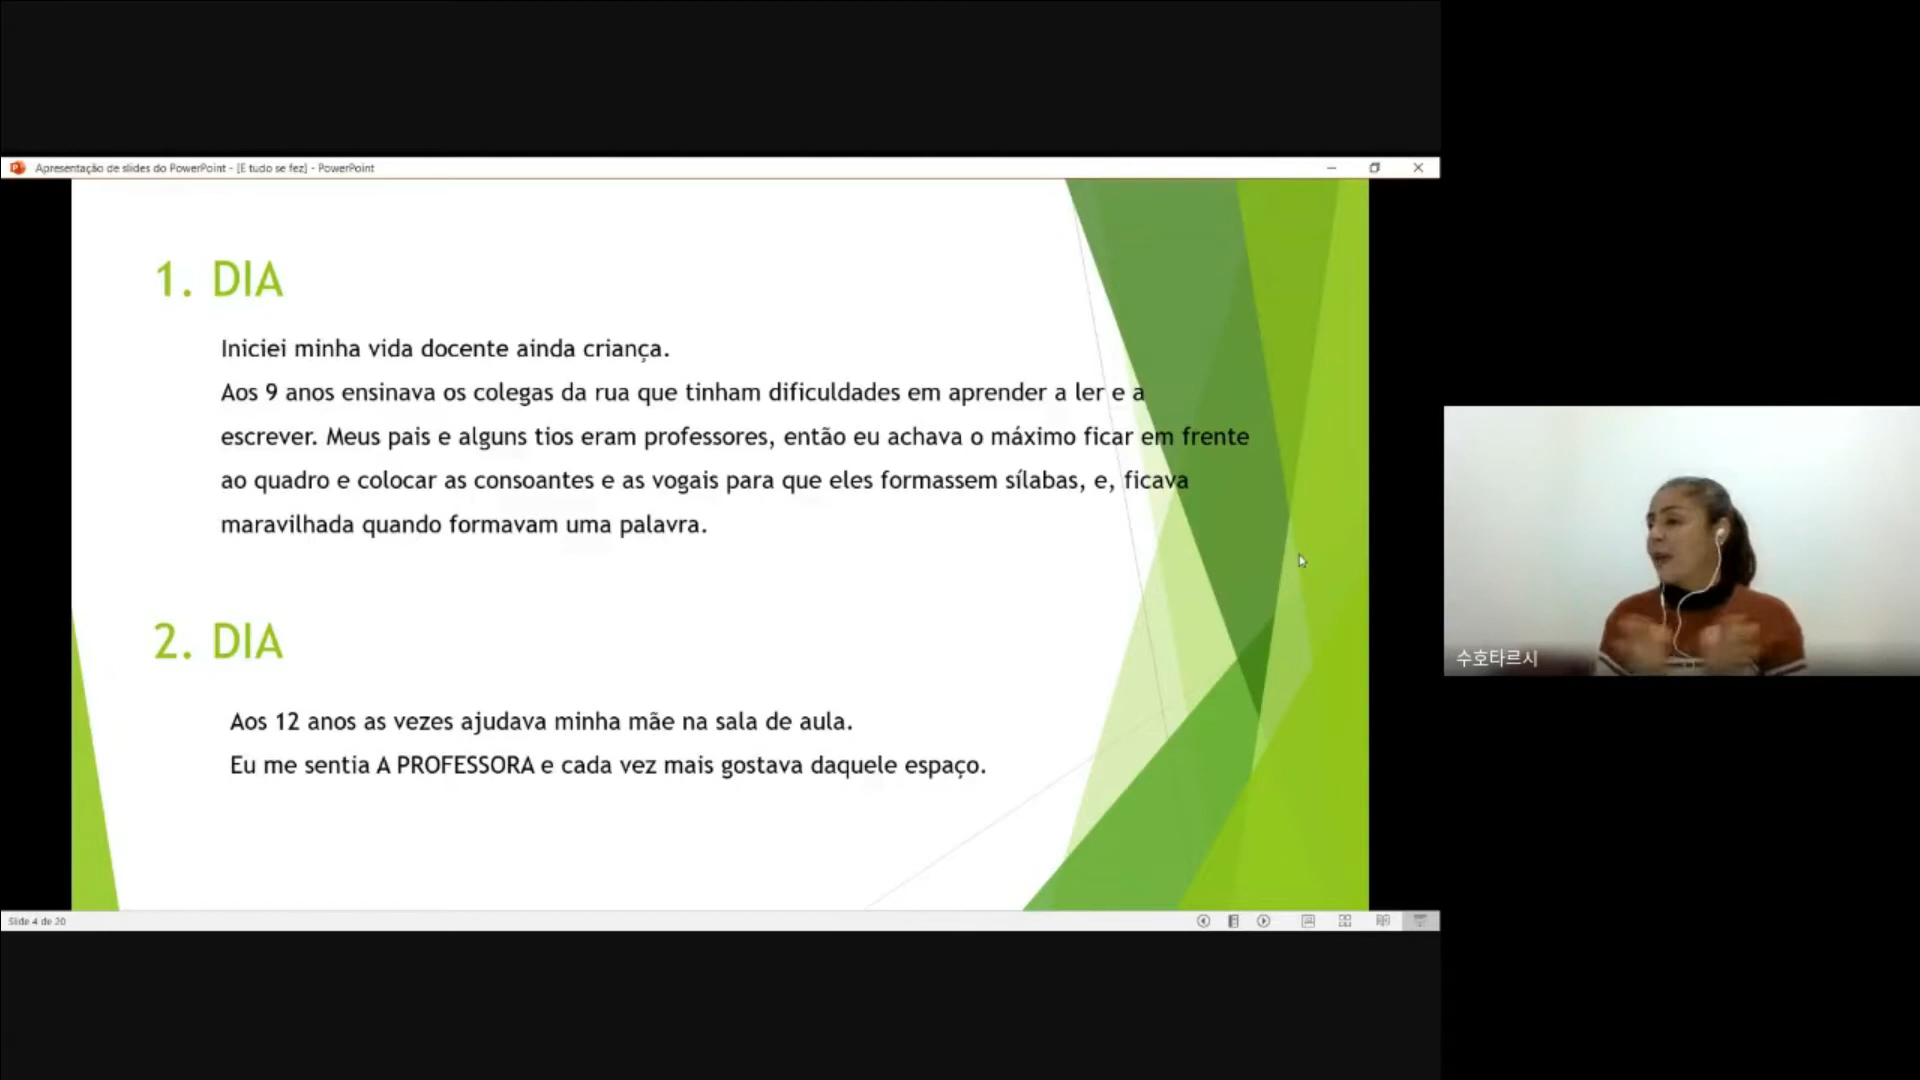 Apresentação de slides do PowerPoint - [E tudo se fez] - PowerPoint
1. DIA
Iniciei minha vida docente ainda criança.
Aos 9 anos ensinava os colegas da rua que tinham dificuldades em aprender a ler e a
escrever. Meus pais e alguns tios eram professores, então eu achava o máximo ficar em frente
ao quadro e colocar as consoantes e as vogais para que eles formassem sílabas, e, ficava
maravilhada quando formavam uma palavra.
2. DIA
Aos 12 anos as vezes ajudava minha mãe na sala de aula.
Eu me sentia A PROFESSORA e cada vez mais gostava daquele espaço.
수호타르시
Slide 4 de 20